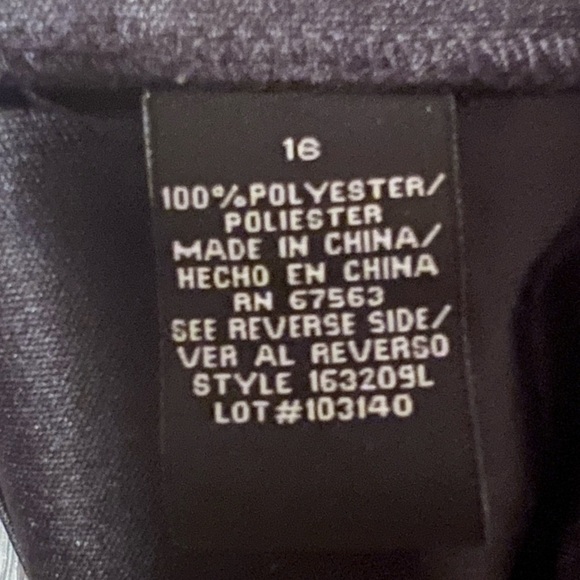 16
100%POLYESTER/
POLIESTER
MADE IN CHINA/
HECHO EN CHINA
RN 67563
SEE REVERSE SIDE/
VER AL REVERSO
STYLE 163209L
LOT#103140